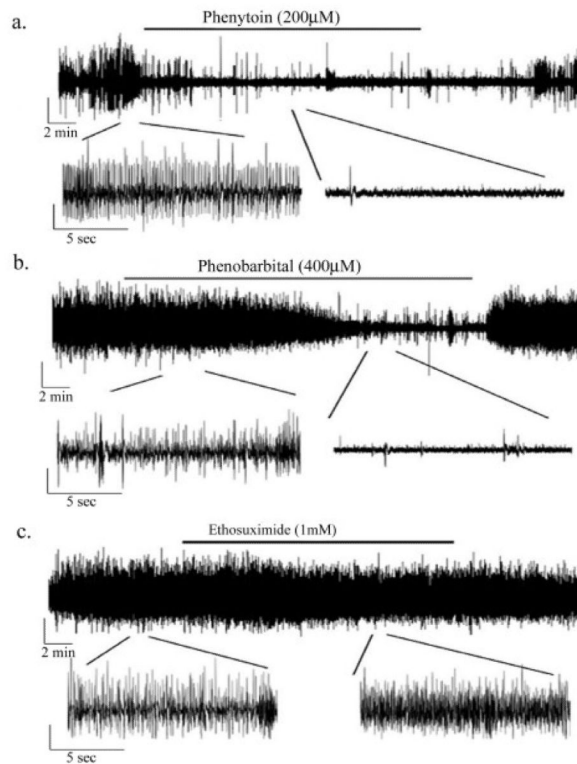 a.
Phenytoin (200μM)
2 min
5 sec
b.
Phenobarbital (400μM)
2 min
5 sec
c.
Ethosuximide (1mM)
2 min
5 sec